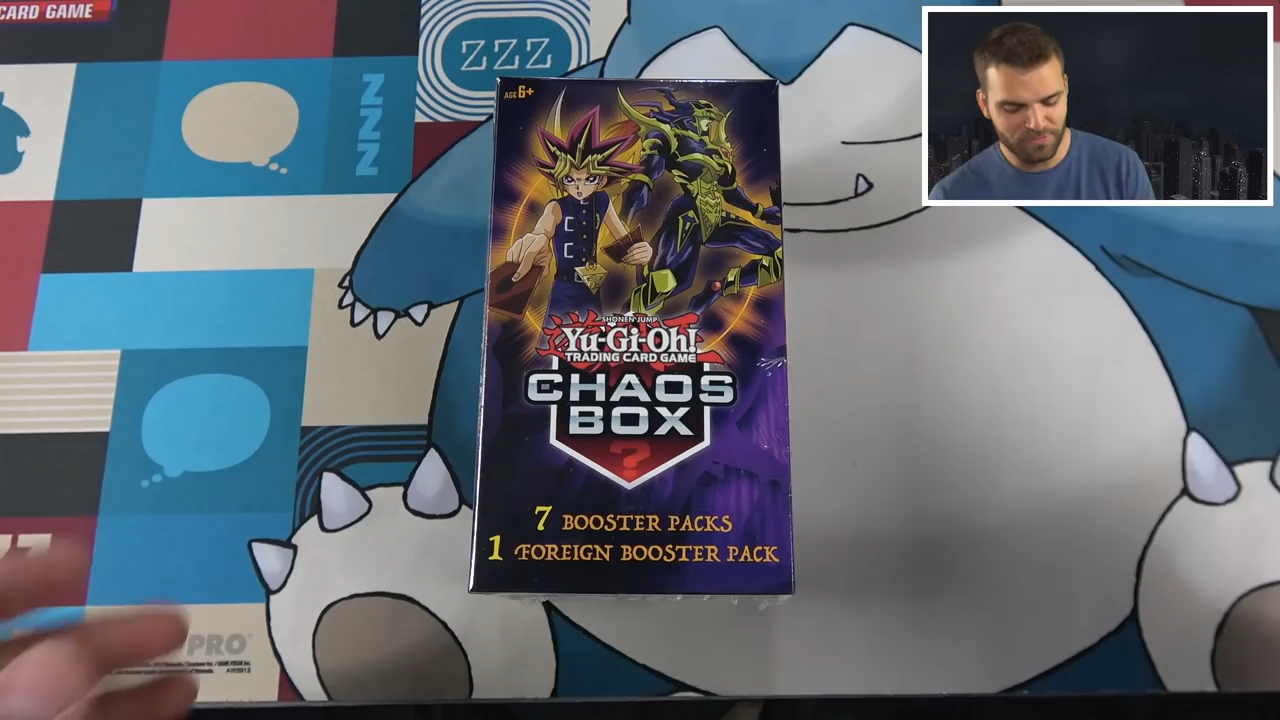 CARD GAME
ZZZ
ZZZ
AGE 6+
SHONEN JUMP
Yu-Gi-Oh!
TRADING CARD GAME
CHAOS
BOX
?
7 BOOSTER PACKS
1 FOREIGN BOOSTER PACK
PRO